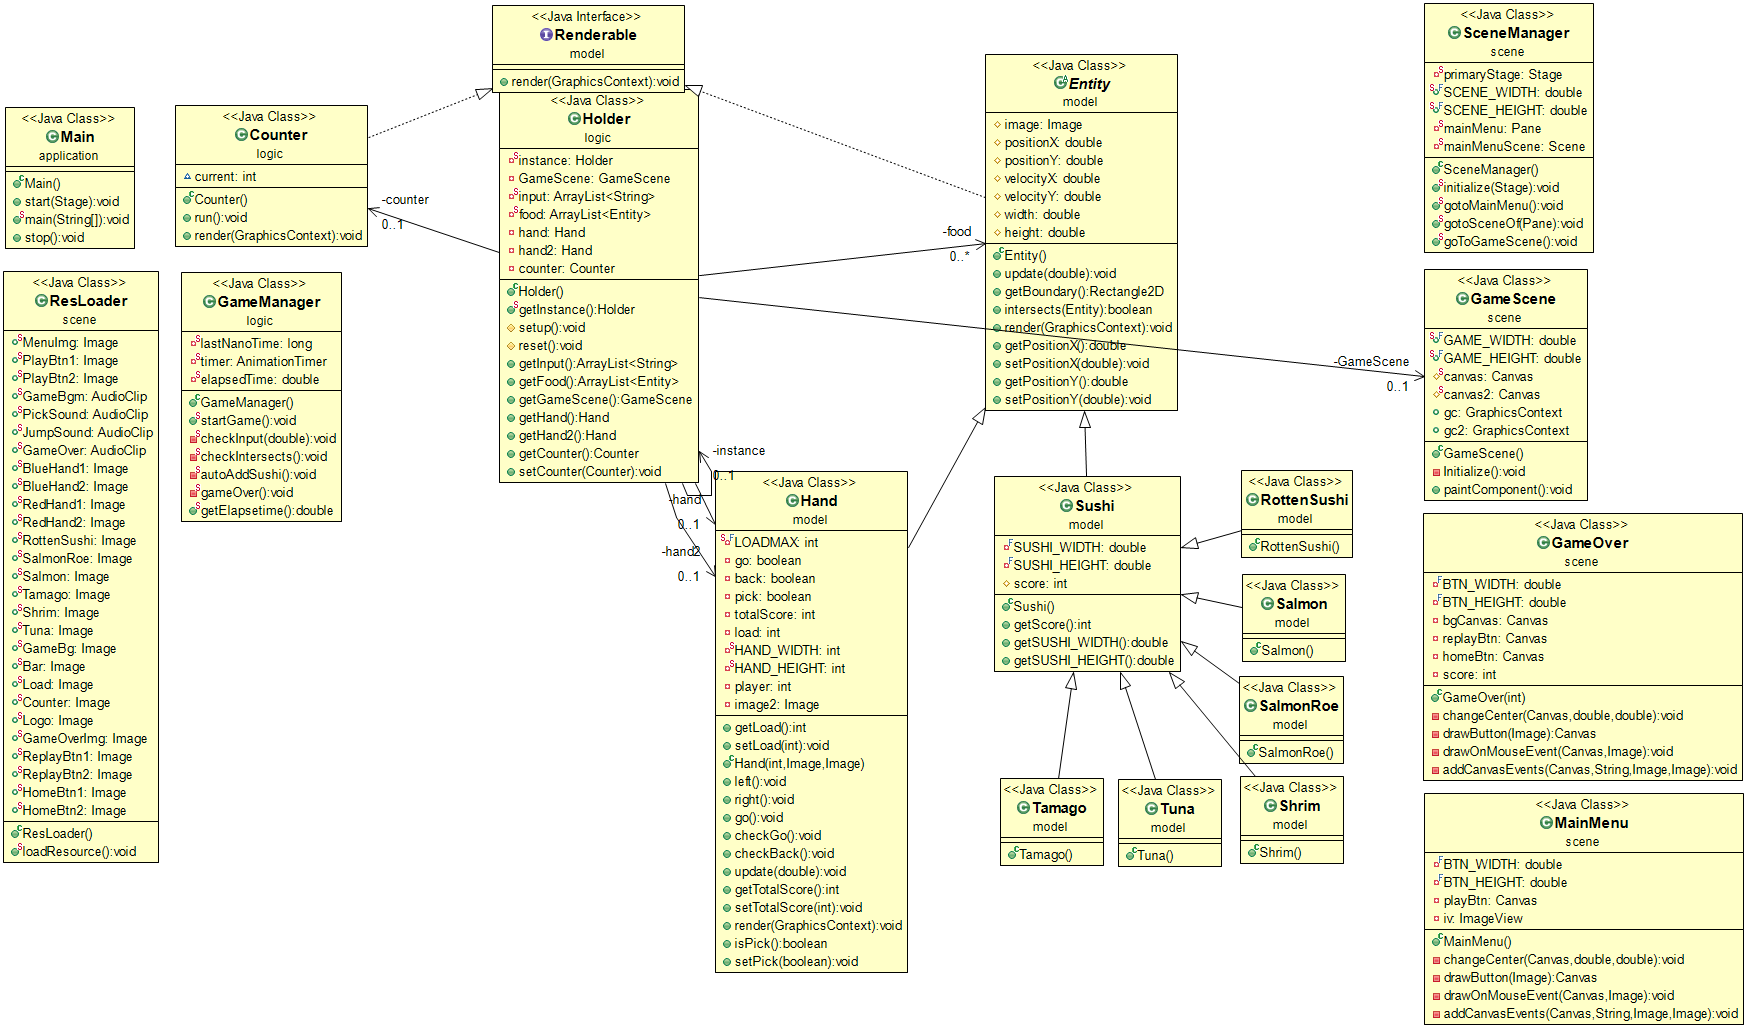 <<Java Class>>
Main
application
Main()
start(Stage):void
main(String[]):void
stop():void
<<Java Class>>
ResLoader
scene
MenuImg: Image
PlayBtn1: Image
PlayBtn2: Image
GameBgm: AudioClip
PickSound: AudioClip
JumpSound: AudioClip
GameOver: AudioClip
BlueHand1: Image
BlueHand2: Image
RedHand1: Image
RedHand2: Image
RottenSushi: Image
SalmonRoe: Image
Salmon: Image
Tamago: Image
Shrim: Image
Tuna: Image
GameBg: Image
Bar: Image
Load: Image
Counter: Image
Logo: Image
GameOverImg: Image
ReplayBtn1: Image
ReplayBtn2: Image
HomeBtn1: Image
HomeBtn2: Image
ResLoader()
loadResource():void
<<Java Class>>
Counter
logic
current: int
Counter()
run():void
render(GraphicsContext):void
<<Java Class>>
GameManager
logic
lastNanoTime: long
timer: AnimationTimer
elapsedTime: double
GameManager()
startGame():void
checkInput(double):void
checkIntersects():void
autoAddSushi():void
gameOver():void
getElapsetime():double
<<Java Interface>>
Renderable
model
render(GraphicsContext):void
<<Java Class>>
Holder
logic
instance: Holder
GameScene: GameScene
input: ArrayList<String>
food: ArrayList<Entity>
hand: Hand
hand2: Hand
counter: Counter
Holder()
getInstance():Holder
setup():void
reset():void
getInput():ArrayList<String>
getFood():ArrayList<Entity>
getGameScene():GameScene
getHand():Hand
getHand2():Hand
getCounter():Counter
setCounter(Counter):void
-counter
0..1
-instance
0..1
-hand
0..1
-hand2
0..1
-food
0..*
-GameScene
0..1
<<Java Class>>
Hand
model
LOADMAX: int
go: boolean
back: boolean
pick: boolean
totalScore: int
load: int
HAND_WIDTH: int
HAND_HEIGHT: int
player: int
image2: Image
getLoad():int
setLoad(int):void
Hand(int,Image,Image)
left():void
right():void
go():void
checkGo():void
checkBack():void
update(double):void
getTotalScore():int
setTotalScore(int):void
render(GraphicsContext):void
isPick():boolean
setPick(boolean):void
<<Java Class>>
Entity
model
image: Image
positionX: double
positionY: double
velocityX: double
velocityY: double
width: double
height: double
Entity()
update(double):void
getBoundary():Rectangle2D
intersects(Entity):boolean
render(GraphicsContext):void
getPositionX():double
setPositionX(double):void
getPositionY():double
setPositionY(double):void
<<Java Class>>
Sushi
model
SUSHI_WIDTH: double
SUSHI_HEIGHT: double
score: int
Sushi()
getScore():int
getSUSHI_WIDTH():double
getSUSHI_HEIGHT():double
<<Java Class>>
RottenSushi
model
RottenSushi()
<<Java Class>>
Salmon
model
Salmon()
<<Java Class>>
SalmonRoe
model
SalmonRoe()
<<Java Class>>
Tamago
model
Tamago()
<<Java Class>>
Tuna
model
Tuna()
<<Java Class>>
Shrim
model
Shrim()
<<Java Class>>
SceneManager
scene
primaryStage: Stage
SCENE_WIDTH: double
SCENE_HEIGHT: double
mainMenu: Pane
mainMenuScene: Scene
SceneManager()
initialize(Stage):void
gotoMainMenu():void
gotoSceneOf(Pane):void
goToGameScene():void
<<Java Class>>
GameScene
scene
GAME_WIDTH: double
GAME_HEIGHT: double
canvas: Canvas
canvas2: Canvas
gc: GraphicsContext
gc2: GraphicsContext
GameScene()
Initialize():void
paintComponent():void
<<Java Class>>
GameOver
scene
BTN_WIDTH: double
BTN_HEIGHT: double
bgCanvas: Canvas
replayBtn: Canvas
homeBtn: Canvas
score: int
GameOver(int)
changeCenter(Canvas,double,double):void
drawButton(Image):Canvas
drawOnMouseEvent(Canvas,Image):void
addCanvasEvents(Canvas,String,Image,Image):void
<<Java Class>>
MainMenu
scene
BTN_WIDTH: double
BTN_HEIGHT: double
playBtn: Canvas
iv: ImageView
MainMenu()
changeCenter(Canvas,double,double):void
drawButton(Image):Canvas
drawOnMouseEvent(Canvas,Image):void
addCanvasEvents(Canvas,String,Image,Image):void